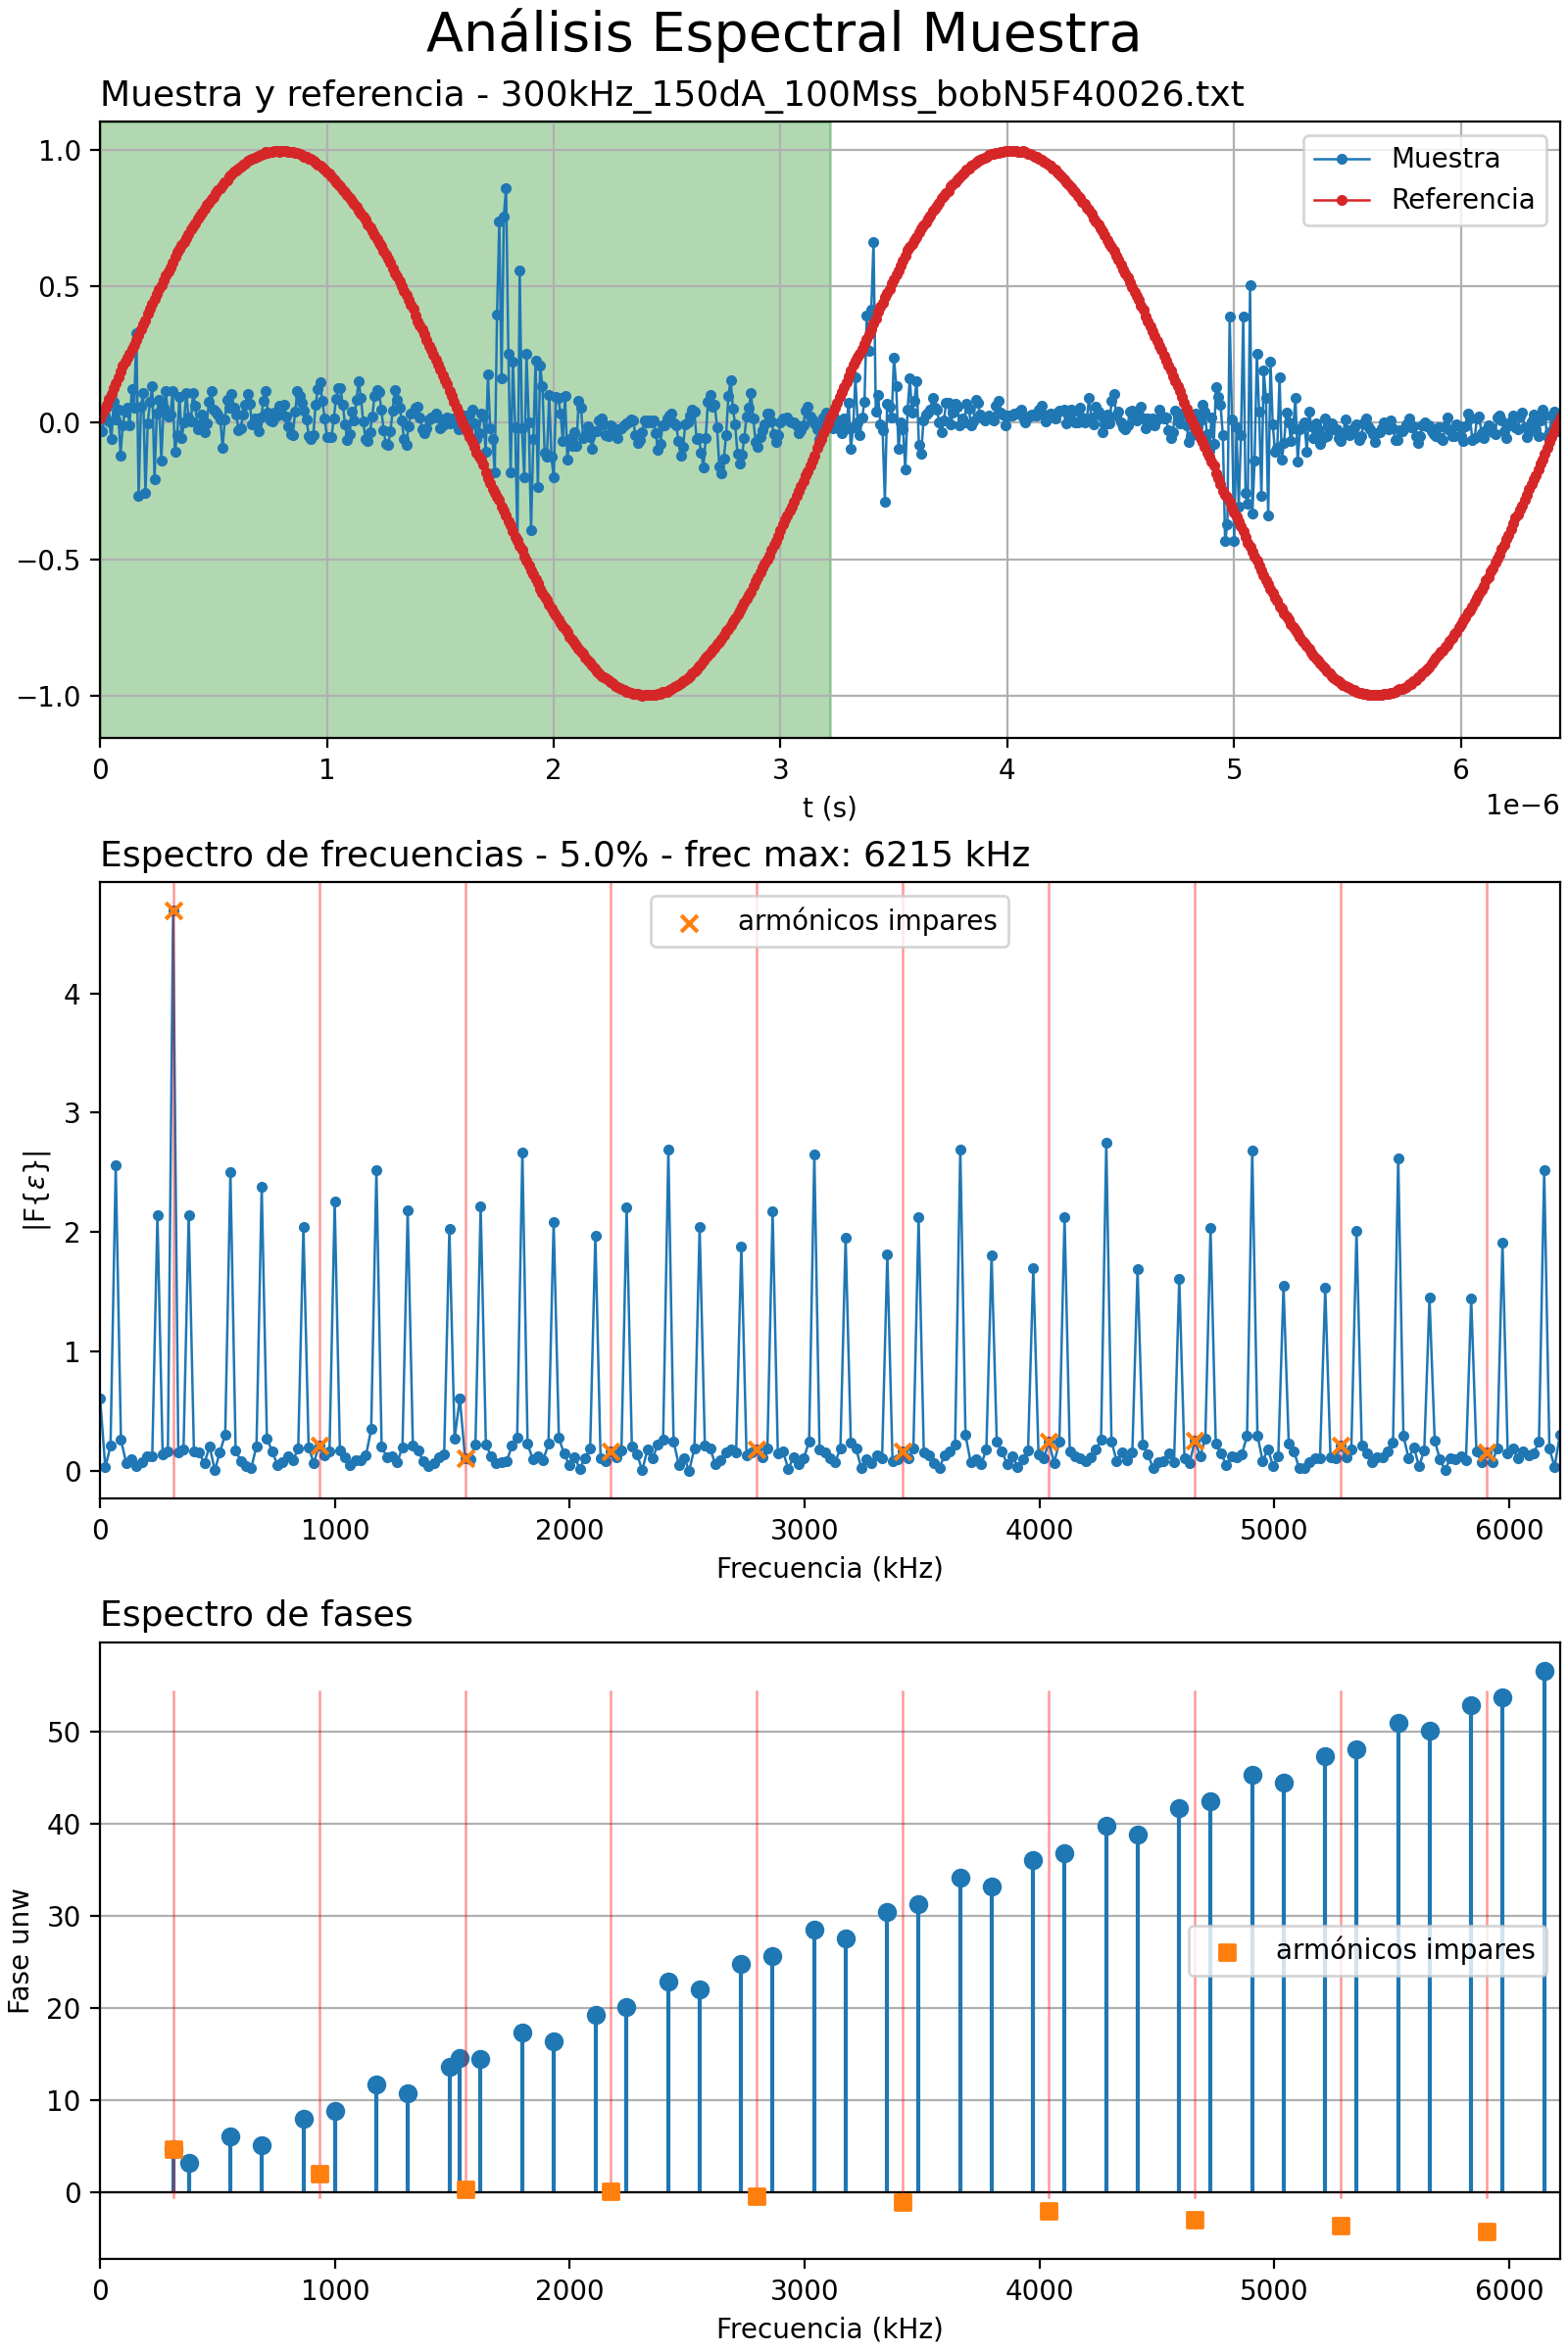 Análisis Espectral Muestra
Muestra y referencia - 300kHz_150dA_100Mss_bobN5F40026.txt
Muestra
Referencia
1.0
0.5
0.0
−0.5
−1.0
0 1 2 3 4 5 6
t (s)
1e−6
Espectro de frecuencias - 5.0% - frec max: 6215 kHz
armónicos impares
|F{ε}|
4
3
2
1
0
0 1000 2000 3000 4000 5000 6000
Frecuencia (kHz)
Espectro de fases
Fase unw
50
40
30
20
10
0
armónicos impares
0 1000 2000 3000 4000 5000 6000
Frecuencia (kHz)